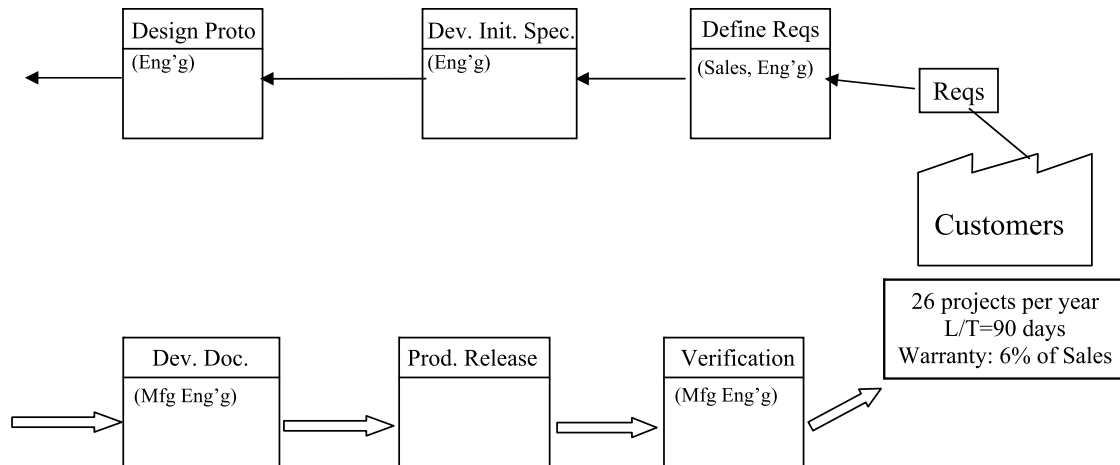 Design Proto
(Eng’g)
Dev. Init. Spec.
(Eng’g)
Define Reqs
(Sales, Eng’g)
Reqs
Customers
26 projects per year
L/T=90 days
Warranty: 6% of Sales
Dev. Doc.
(Mfg Eng’g)
Prod. Release
Verification
(Mfg Eng’g)